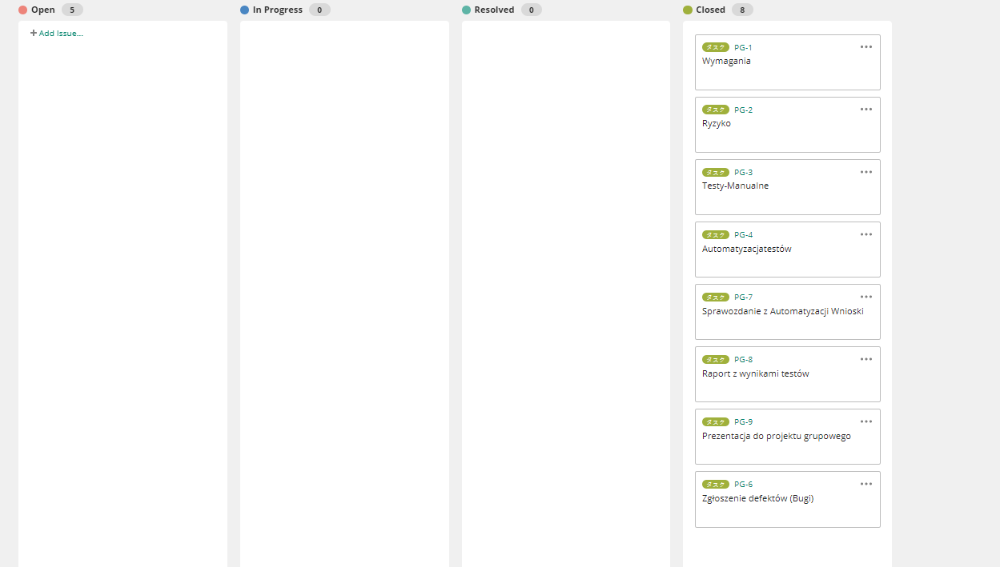 Open 5
Add Issue...
In Progress 0
Resolved 0
Closed 8
タスク PG-1
Wymagania
タスク PG-2
Ryzyko
タスク PG-3
Testy-Manualne
タスク PG-4
Automatyzacjatestów
タスク PG-7
Sprawozdanie z Automatyzacji Wnioski
タスク PG-8
Raport z wynikami testów
タスク PG-9
Prezentacja do projektu grupowego
タスク PG-6
Zgłoszenie defektów (Bugi)